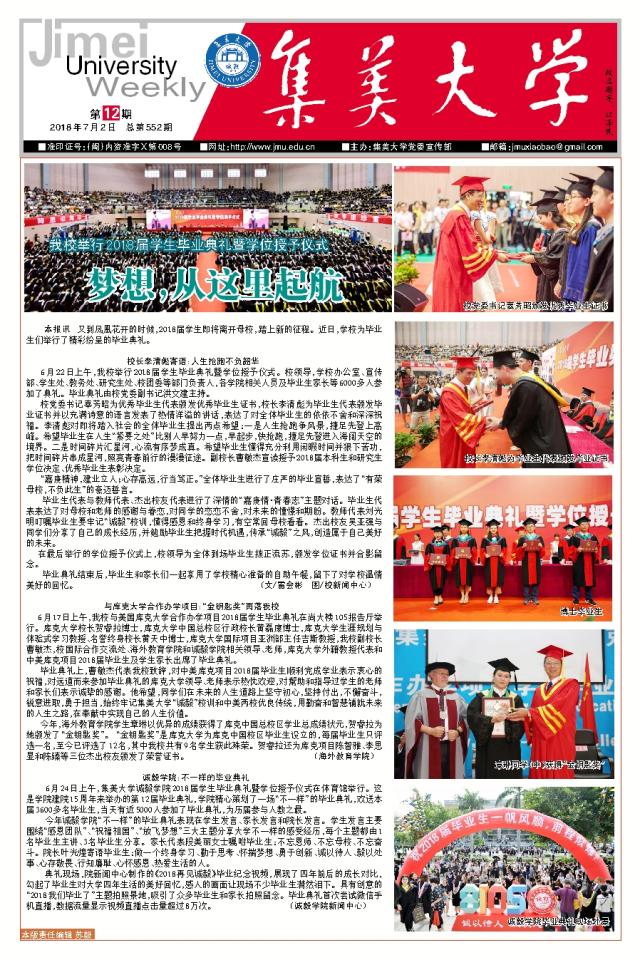 Jimei
University
Weekly
集美大学
第12期
2018年7月2日 总第552期
■准印证号:(闽)内资准字X第008号 ■网址:http://www.jmu.edu.cn ■主办:集美大学党委宣传部 ■邮箱:jmuxiaobao@gmail.com
我校举行2018届学生毕业典礼暨学位授予仪式
梦想,从这里起航
本报讯 又到凤凰花开的时候,2018届学生即将离开母校,踏上新的征程。近日,学校为毕业
生们举行了精彩纷呈的毕业典礼。
校长李清彪寄语:人生抢跑不负韶华
6月22日上午,我校举行2018届学生毕业典礼暨学位授予仪式。校领导,学校办公室、宣传
部、学生处、教务处、研究生处、校团委等部门负责人,各学院相关人员及毕业生家长等6000多人参
加了典礼。毕业典礼由校党委副书记洪文建主持。
校党委书记辜芳昭为优秀毕业生代表颁发优秀毕业生证书,校长李清彪为毕业生代表颁发毕
业证书并以充满诗意的语言发表了热情洋溢的讲话,表达了对全体毕业生的依依不舍和深深祝
福。李清彪对即将踏入社会的全体毕业生提出两点希望:一是人生抢跑争风景,捷足先登上高
峰。希望毕业生在人生“紧要之处”比别人早努力一点,早起步,快抢跑,捷足先登进入海阔天空的
境界。二是时间碎片汇星河,心流有序梦成真。希望毕业生懂得充分利用闲暇时间并狠下苦功,
把时间碎片串成星河,照亮青春前行的漫漫征途。副校长曹敏杰宣读授予2018届本科生和研究生
学位决定、优秀毕业生表彰决定。
“嘉庚精神,建业立人;心存高远,行当笃正。”全体毕业生进行了庄严的毕业宣誓,表达了“有荣
母校,不负此生”的豪迈誓言。
毕业生代表与教师代表、杰出校友代表进行了深情的“嘉庚情·青春志”主题对话。毕业生代
表表达了对母校和老师的感谢与眷恋,对同学的恋恋不舍,对未来的憧憬和期盼。教师代表刘光
明叮嘱毕业生要牢记“诚毅”校训,懂得感恩和终身学习,有空常回母校看看。杰出校友吴亚强与
同学们分享了自己的成长经历,并勉励毕业生把握时代机遇,传承“诚毅”之风,创造属于自己美好
的未来。
在最后举行的学位授予仪式上,校领导为全体到场毕业生拨正流苏,颁发学位证书并合影留
念。
毕业典礼结束后,毕业生和家长们一起享用了学校精心准备的自助午餐,留下了对学校温情
美好的回忆。 (文/雷会彬 图/校新闻中心)
与库克大学合作办学项目:“金钥匙奖”两落我校
6月17日上午,我校与美国库克大学合作办学项目2018届学生毕业典礼在尚大楼105报告厅举
行。库克大学校长贺睿拉博士,库克大学中国总校区行政校长黄磊康博士,库克大学生涯规划与
体验式学习教授、名誉终身校长黄天中博士,库克大学国际项目亚洲部主任吉斯教授,我校副校长
曹敏杰,校国际合作交流处、海外教育学院和诚毅学院相关领导、老师,库克大学外籍教授代表和
中美库克项目2018届毕业生及学生家长出席了毕业典礼。
毕业典礼上,曹敏杰代表我校致辞,对中美库克项目2018届毕业生顺利完成学业表示衷心的
祝贺,对远道而来参加毕业典礼的库克大学领导、老师表示热忱欢迎,对帮助和指导过学生的老师
和家长们表示诚挚的感谢。他希望,同学们在未来的人生道路上坚守初心,坚持付出,不懈奋斗,
锐意进取,勇于担当,始终牢记集美大学“诚毅”校训和中美两校优良传统,用勤奋和智慧铺就未来
的人生之路,在奉献中实现自己的人生价值。
今年,海外教育学院学生章琳以优异的成绩获得了库克中国总校区学业总成绩状元,贺睿拉为
他颁发了“金钥匙奖”。“金钥匙奖”是库克大学为库克中国校区毕业生设立的,每届毕业生只评
选一名,至今已评选了12名,其中我校共有9名学生获此殊荣。贺睿拉还为库克项目陈智雅、李思
旻和陈臻等三位杰出校友颁发了荣誉证书。 (海外教育学院)
诚毅学院:不一样的毕业典礼
6月24日上午,集美大学诚毅学院2018届学生毕业典礼暨学位授予仪式在体育馆举行。这
是学院建院15周年来举办的第12届毕业典礼,学院精心策划了一场“不一样”的毕业典礼,欢送本
届3600多名毕业生,当天有近5000人参加了毕业典礼,为历届参与人数之最。
今年诚毅学院“不一样”的毕业典礼表现在学生发言、家长发言和院长发言。学生发言主要
围绕“感恩团队”、“祝福祖国”、“放飞梦想”三大主题分享大学不一样的感受经历,每个主题都由1
名毕业生主讲、3名毕业生分享。家长代表段美丽女士嘱咐毕业生:不忘恩师、不忘母校、不忘奋
斗。院长叶光煌寄语毕业生:做一个终身学习、勤于思考、怀揣梦想、勇于创新、诚以待人、毅以处
事、心存敬畏、行知廉耻、心怀感恩、热爱生活的人。
典礼现场,院新闻中心制作的《2018再见诚毅》毕业纪念视频,展现了四年前后的成长对比,
勾起了毕业生对大学四年生活的美好回忆,感人的画面让现场不少毕业生潸然泪下。具有创意的
“2018我们毕业了”主题拍照景地,吸引了众多毕业生和家长拍照留念。毕业典礼首次尝试微信手
机直播,数据流量显示视频直播点击量超过8万次。 (诚毅学院新闻中心)
校党委书记辜芳昭颁发优秀毕业生证书
校长李清彪为毕业生代表颁发毕业证书
届学生毕业典礼暨学位授
博士毕业生
章琳同学(中)获得“金钥匙奖”
祝2018届毕业生一帆风顺,前程似锦
诚以待人
诚毅学院毕业典礼现场外景
本版责任编辑 苏毅